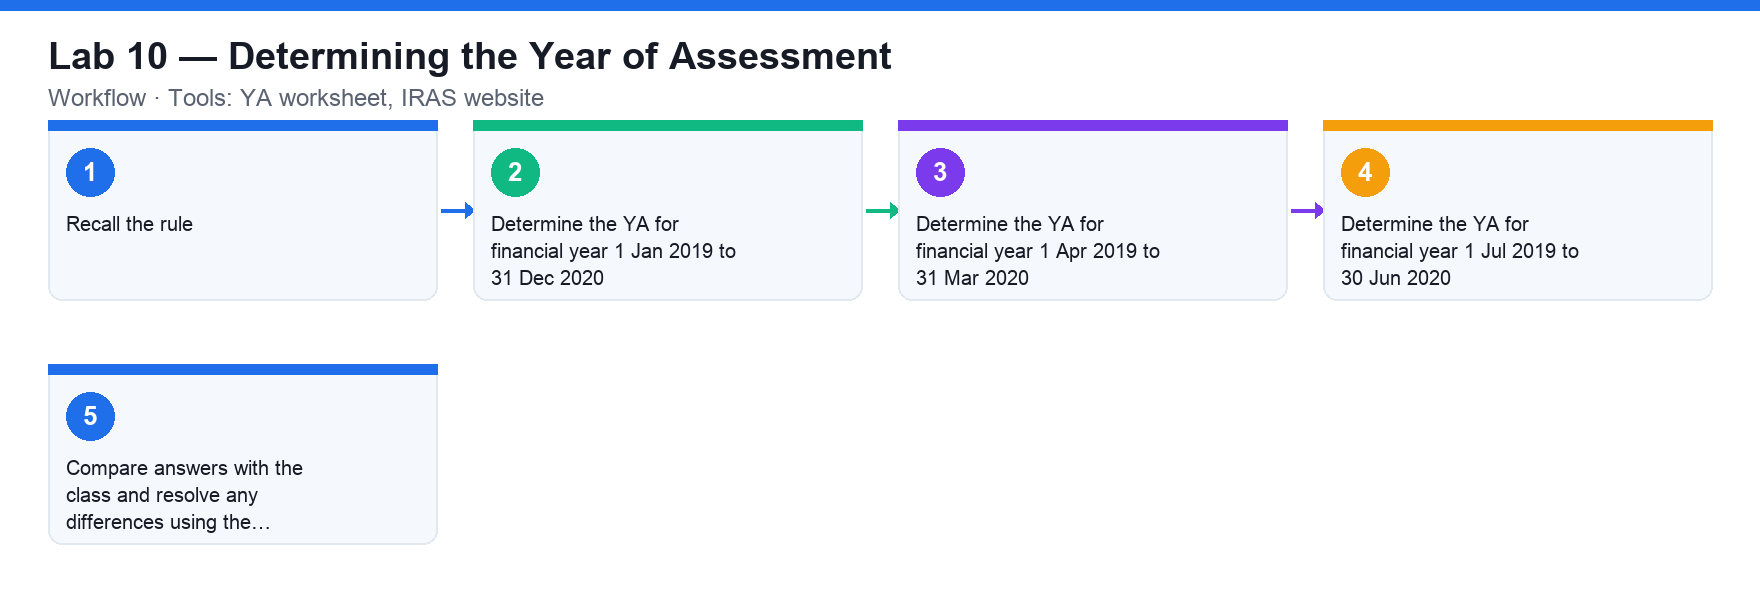 Lab 10 — Determining the Year of Assessment
Workflow · Tools: YA worksheet, IRAS website
1
Recall the rule
2
Determine the YA for
financial year 1 Jan 2019 to
31 Dec 2020
3
Determine the YA for
financial year 1 Apr 2019 to
31 Mar 2020
4
Determine the YA for
financial year 1 Jul 2019 to
30 Jun 2020
5
Compare answers with the
class and resolve any
differences using the…